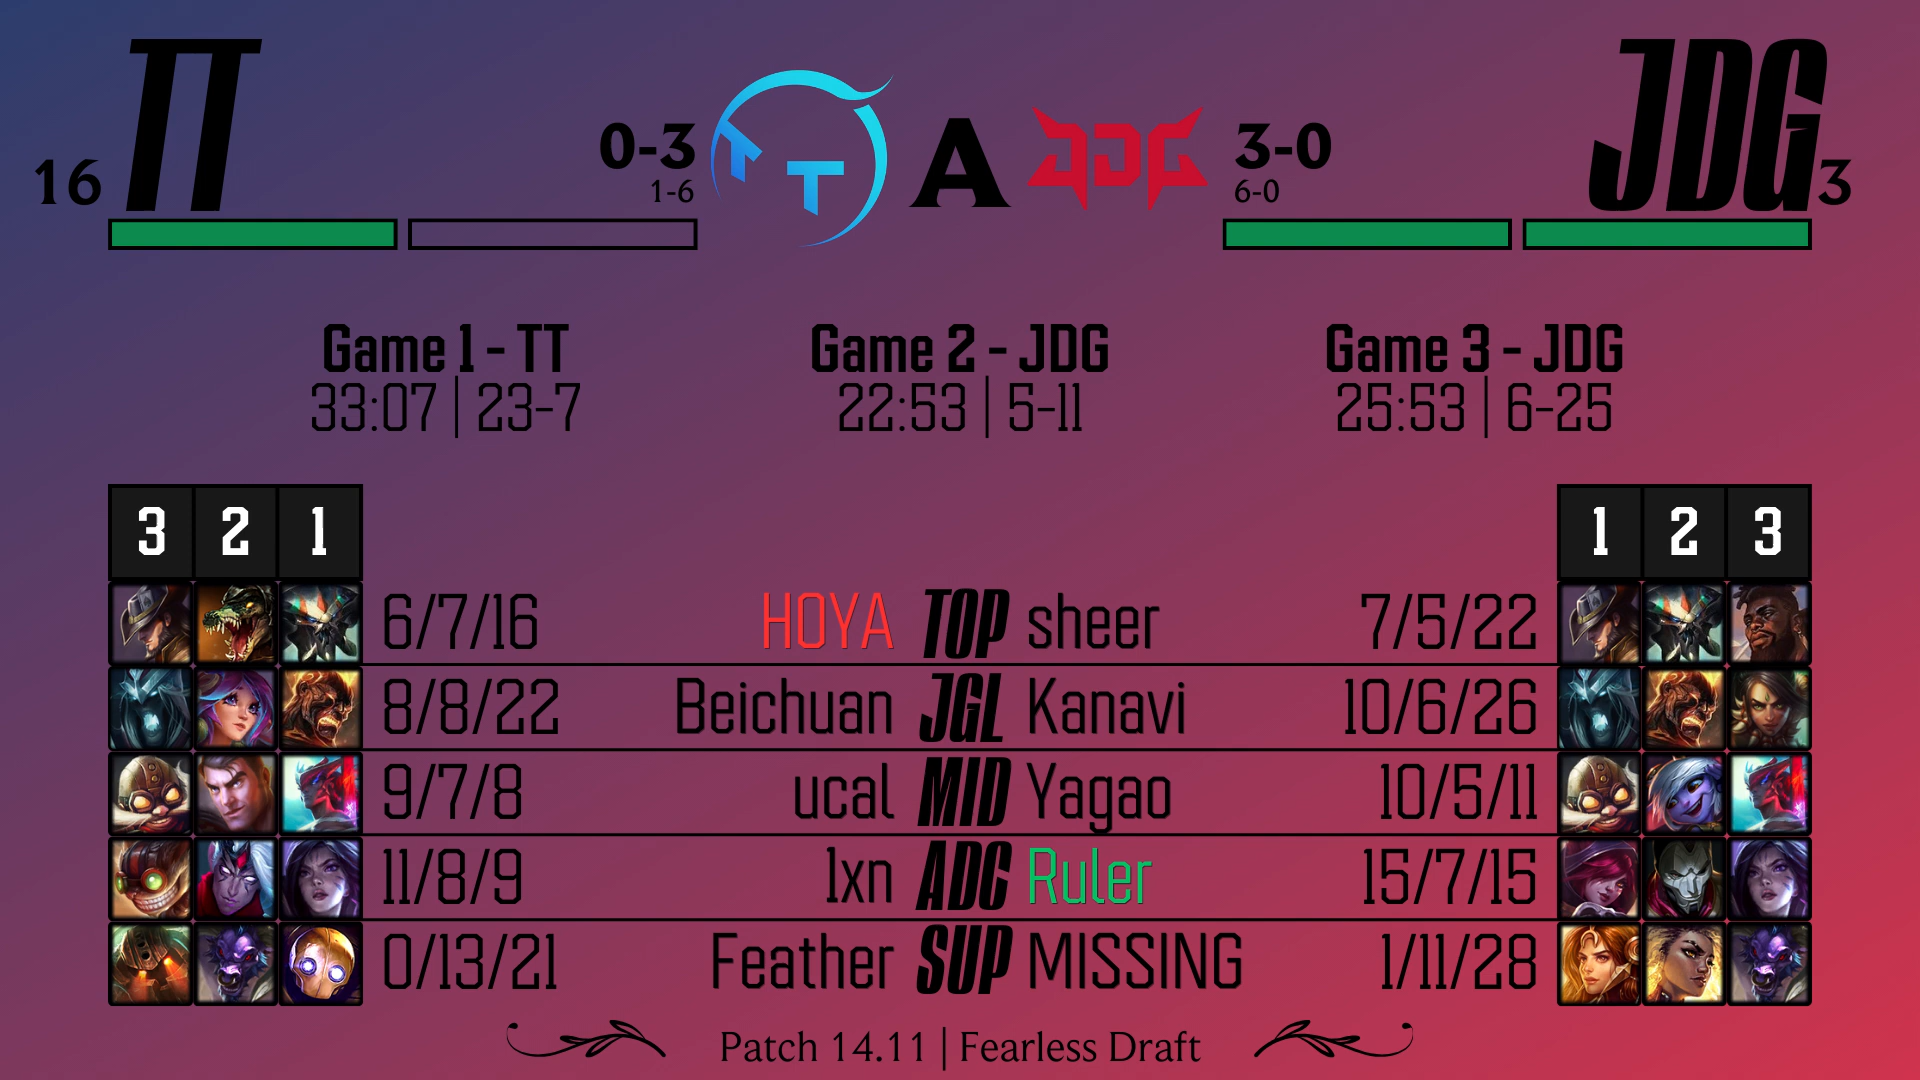 TT
JDG
16
0-3
1-6
T T
A
JDG
3-0
6-0
3
Game 1 - TT
33:07 | 23-7
Game 2 - JDG
22:53 | 5-11
Game 3 - JDG
25:53 | 6-25
3 2 1
1 2 3
6/7/16 HOYA TOP sheer 7/5/22
8/8/22 Beichuan JGL Kanavi 10/6/26
9/7/8 ucal MID Yagao 10/5/11
11/8/9 1xn ADC Ruler 15/7/15
0/13/21 Feather SUP MISSING 1/11/28
Patch 14.11 | Fearless Draft